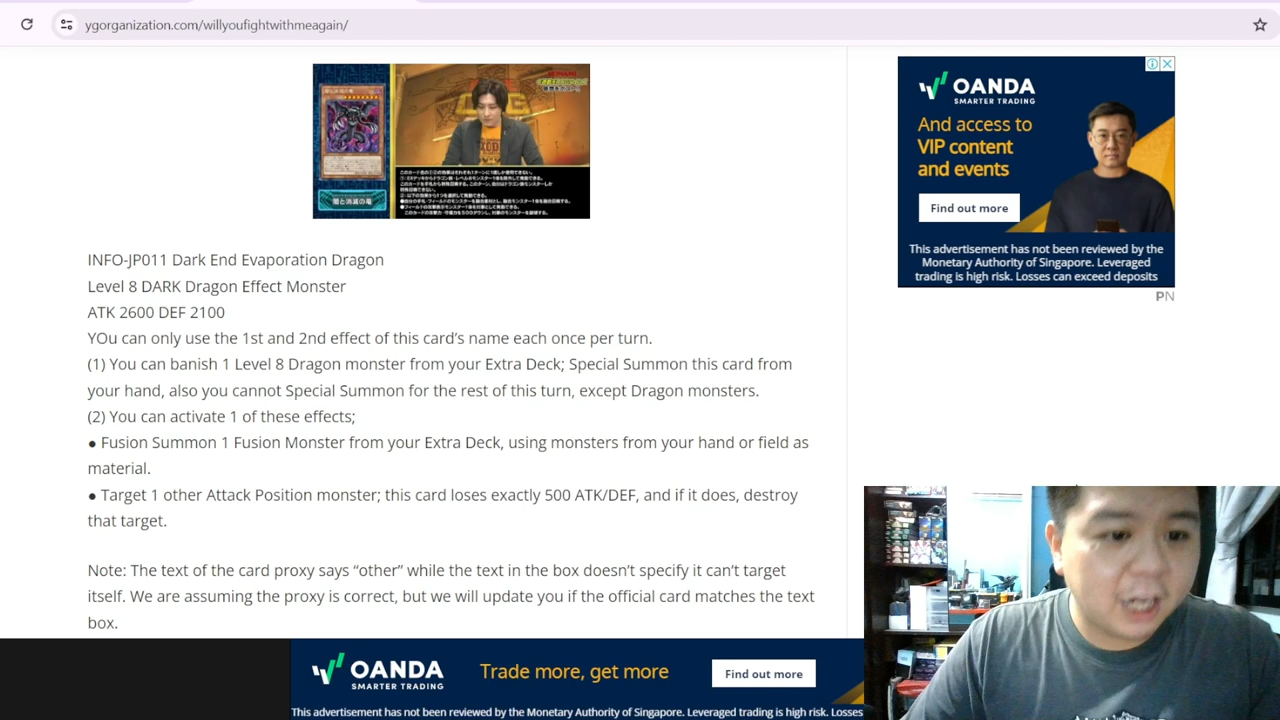 ygorganization.com/willyoufightwithmeagain/
INFO-JP011 Dark End Evaporation Dragon
Level 8 DARK Dragon Effect Monster
ATK 2600 DEF 2100
YOu can only use the 1st and 2nd effect of this card’s name each once per turn.
(1) You can banish 1 Level 8 Dragon monster from your Extra Deck; Special Summon this card from
your hand, also you cannot Special Summon for the rest of this turn, except Dragon monsters.
(2) You can activate 1 of these effects;
● Fusion Summon 1 Fusion Monster from your Extra Deck, using monsters from your hand or field as
material.
● Target 1 other Attack Position monster; this card loses exactly 500 ATK/DEF, and if it does, destroy
that target.
Note: The text of the card proxy says “other” while the text in the box doesn’t specify it can’t target
itself. We are assuming the proxy is correct, but we will update you if the official card matches the text
box.
OANDA
SMARTER TRADING
And access to
VIP content
and events
Find out more
This advertisement has not been reviewed by the
Monetary Authority of Singapore. Leveraged
trading is high risk. Losses can exceed deposits
PN
OANDA
SMARTER TRADING
Trade more, get more
Find out more
This advertisement has not been reviewed by the Monetary Authority of Singapore. Leveraged trading is high risk. Losses